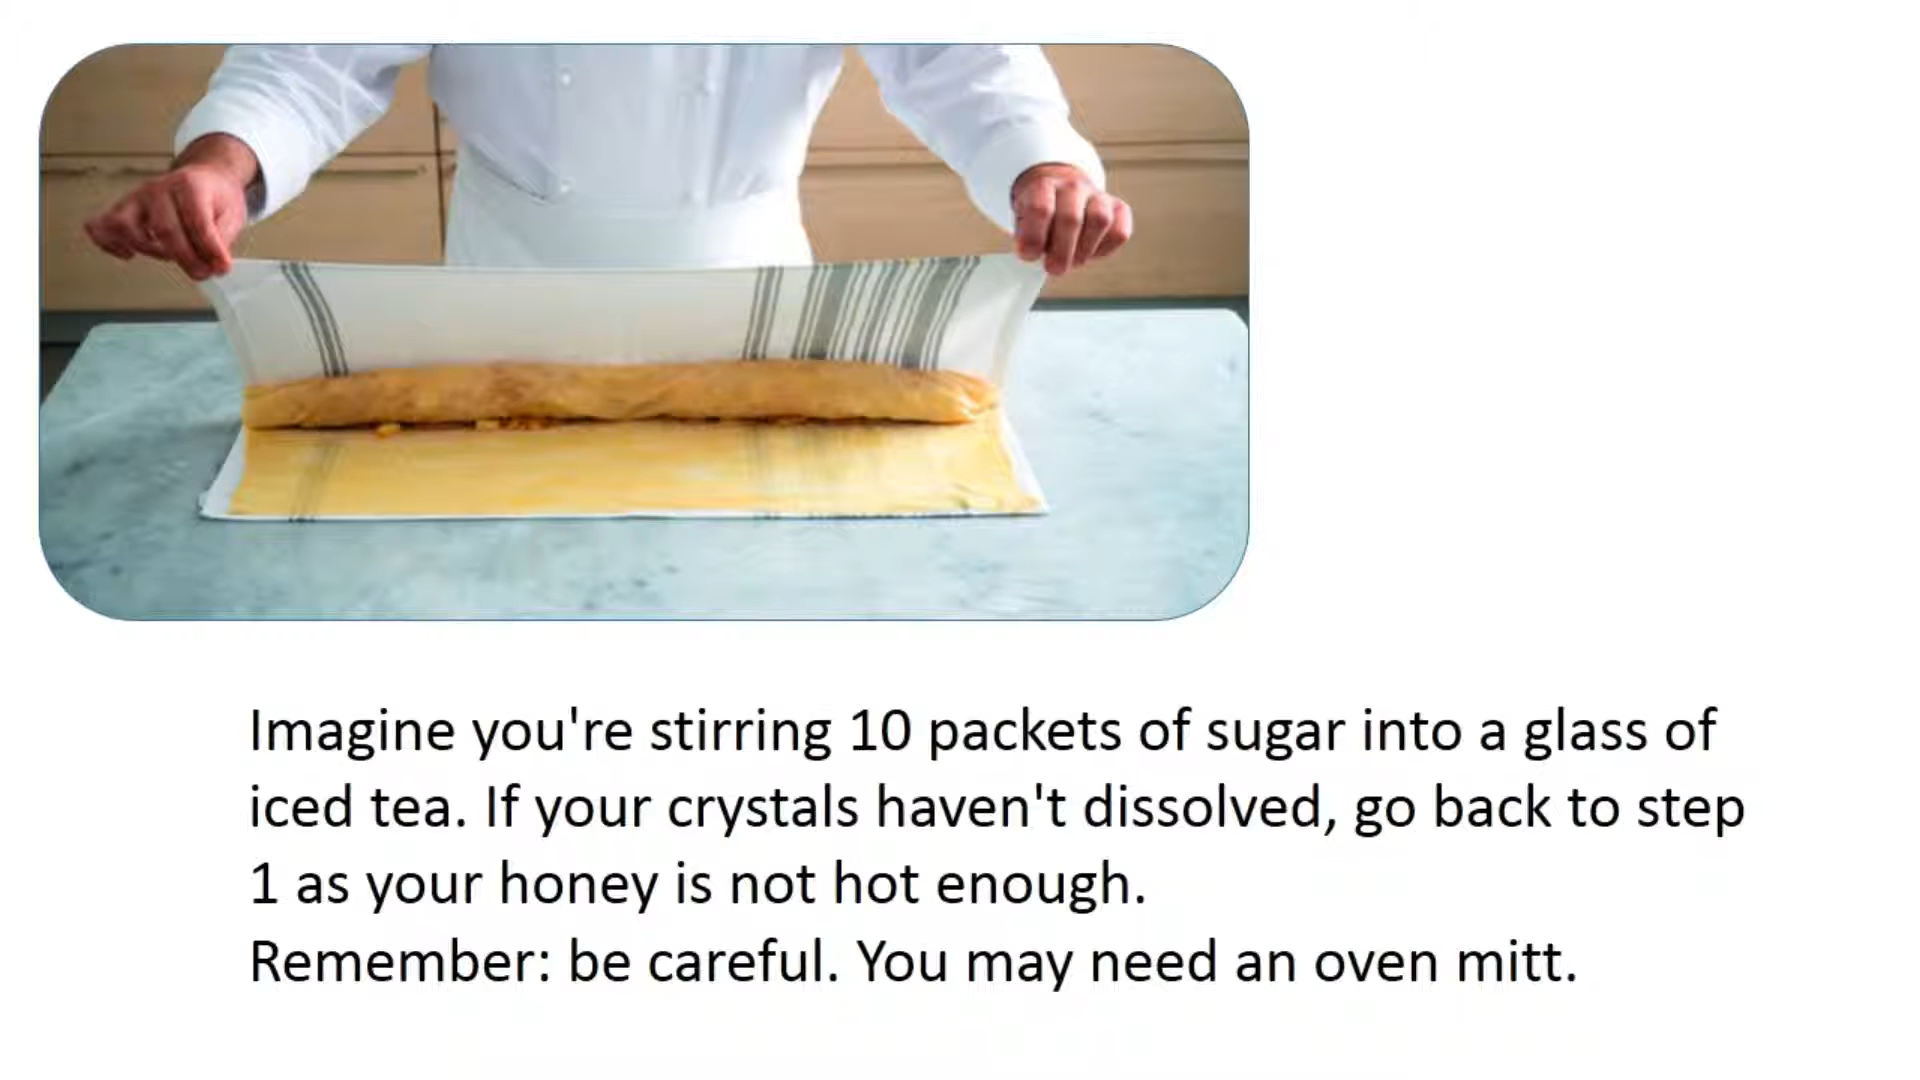 Imagine you're stirring 10 packets of sugar into a glass of
iced tea. If your crystals haven't dissolved, go back to step
1 as your honey is not hot enough.
Remember: be careful. You may need an oven mitt.